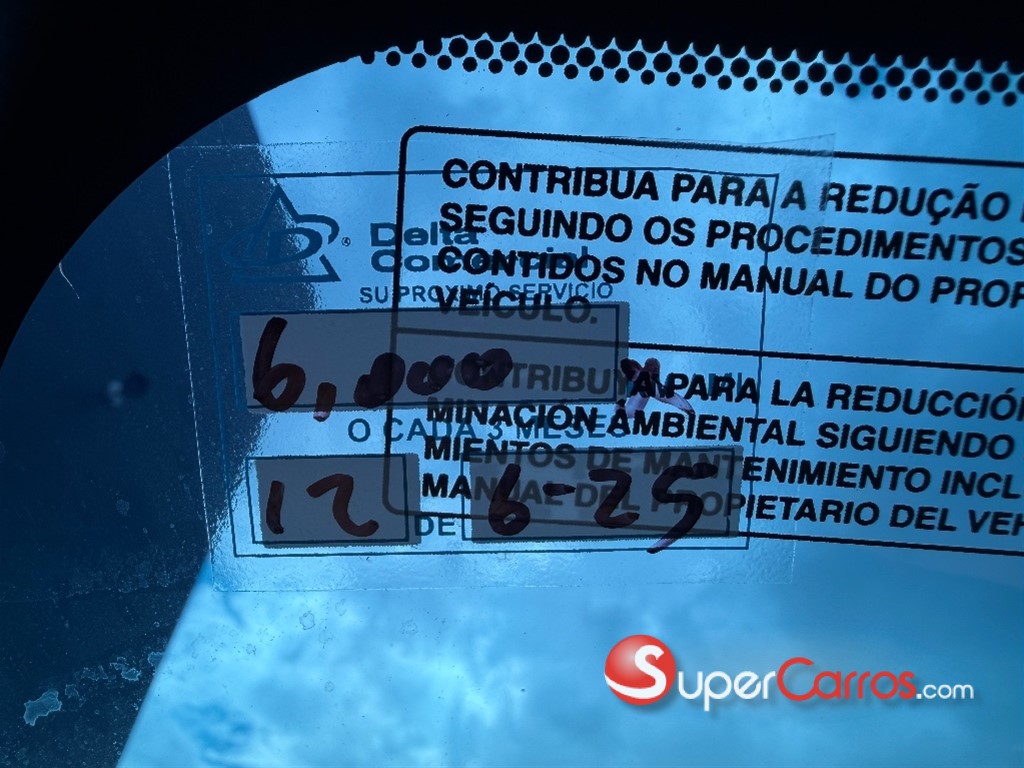 Delta
Comercial
SU PROXIMO SERVICIO
6,000
O CADA 3 MESES
12 DE 6-25
CONTRIBUA PARA A REDUÇÃO
SEGUINDO OS PROCEDIMENTOS
CONTIDOS NO MANUAL DO PROP
VEÍCULO.
CONTRIBUYA PARA LA REDUCCIÓN
MINACIÓN AMBIENTAL SIGUIENDO
MIENTOS DE MANTENIMIENTO INCL
MANUAL DEL PROPIETARIO DEL VEH
SuperCarros.com